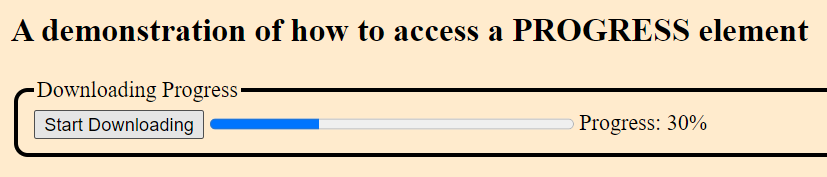 A demonstration of how to access a PROGRESS element
Downloading Progress
Start Downloading Progress: 30%